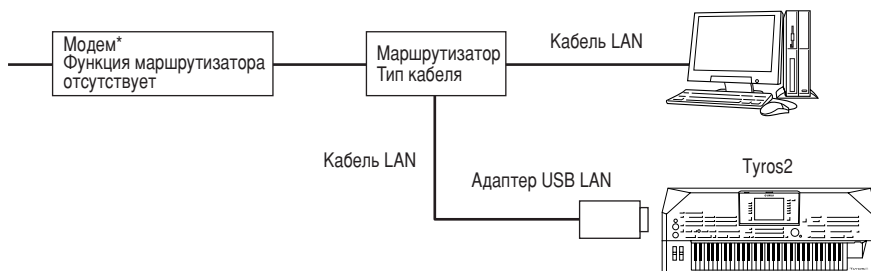 Модем*
Функция маршрутизатора
отсутствует
Маршрутизатор
Тип кабеля
Кабель LAN
Кабель LAN
Адаптер USB LAN
Tyros2